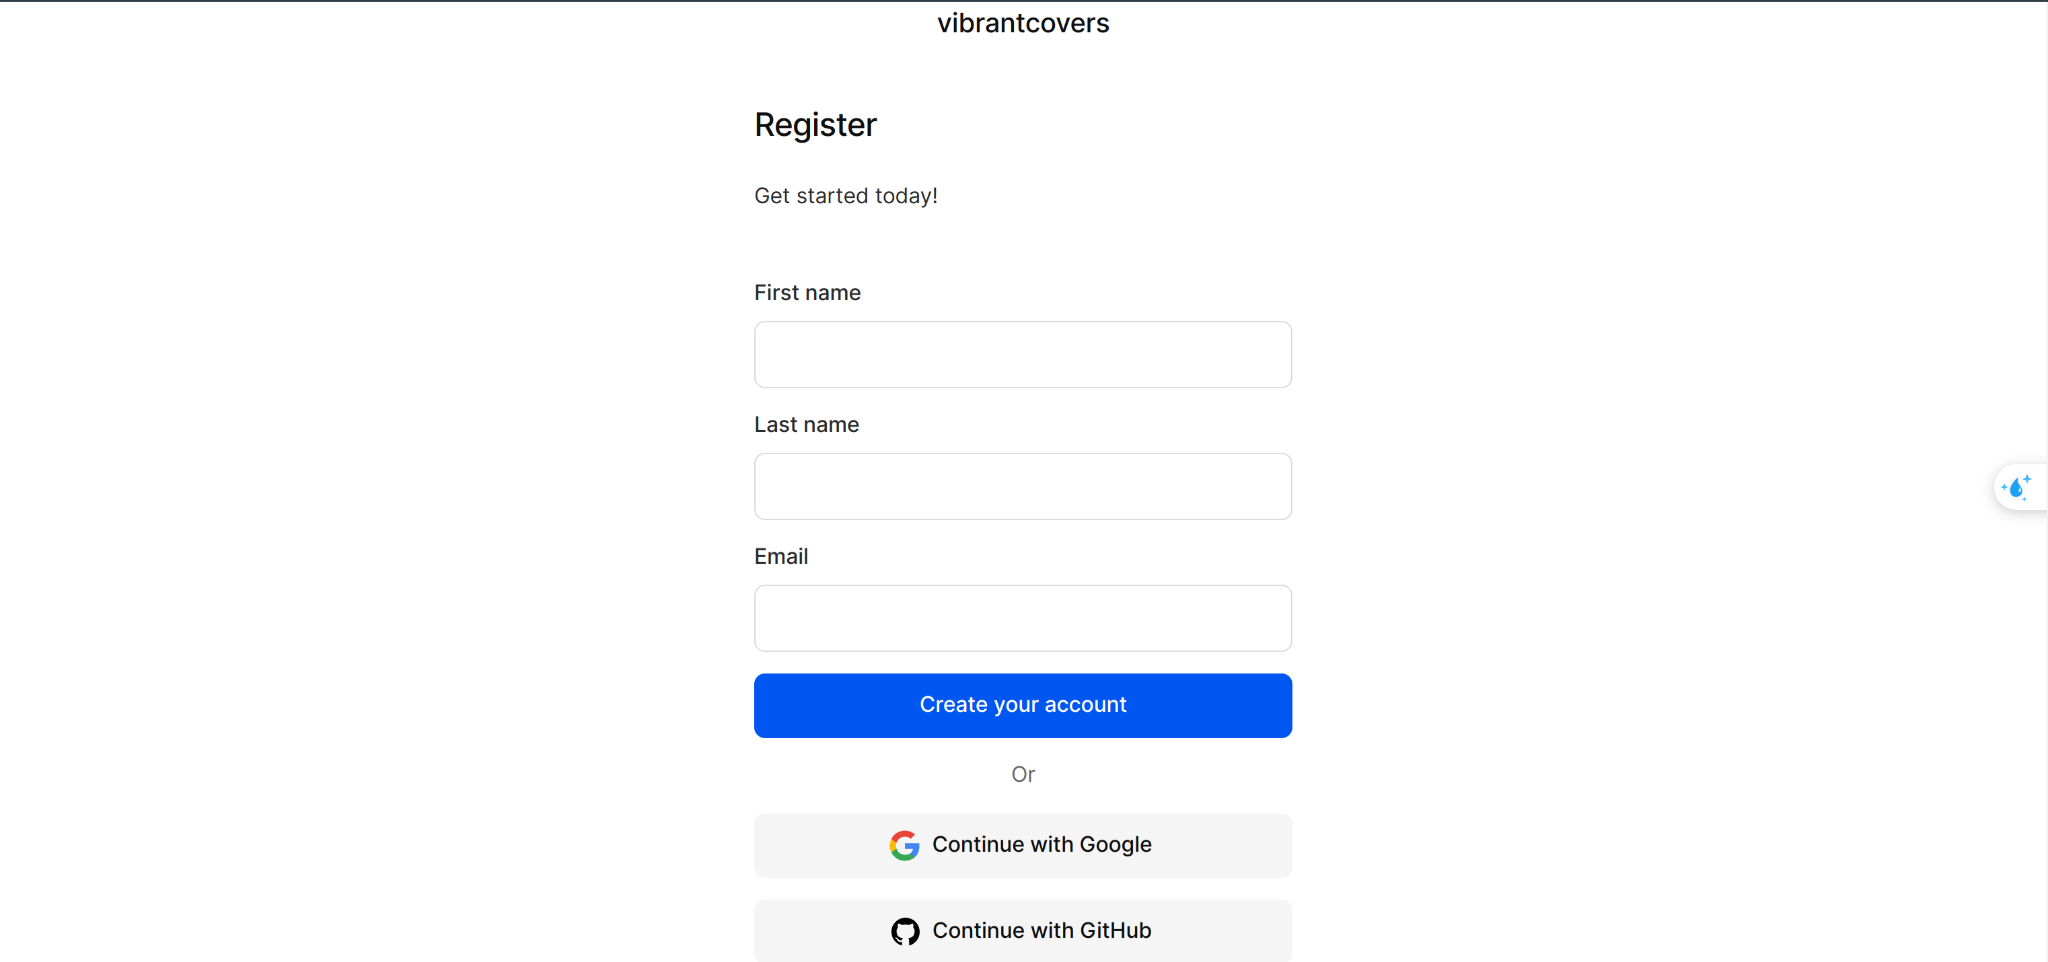 vibrantcovers
Register
Get started today!
First name
Last name
Email
Create your account
Or
Continue with Google
Continue with GitHub